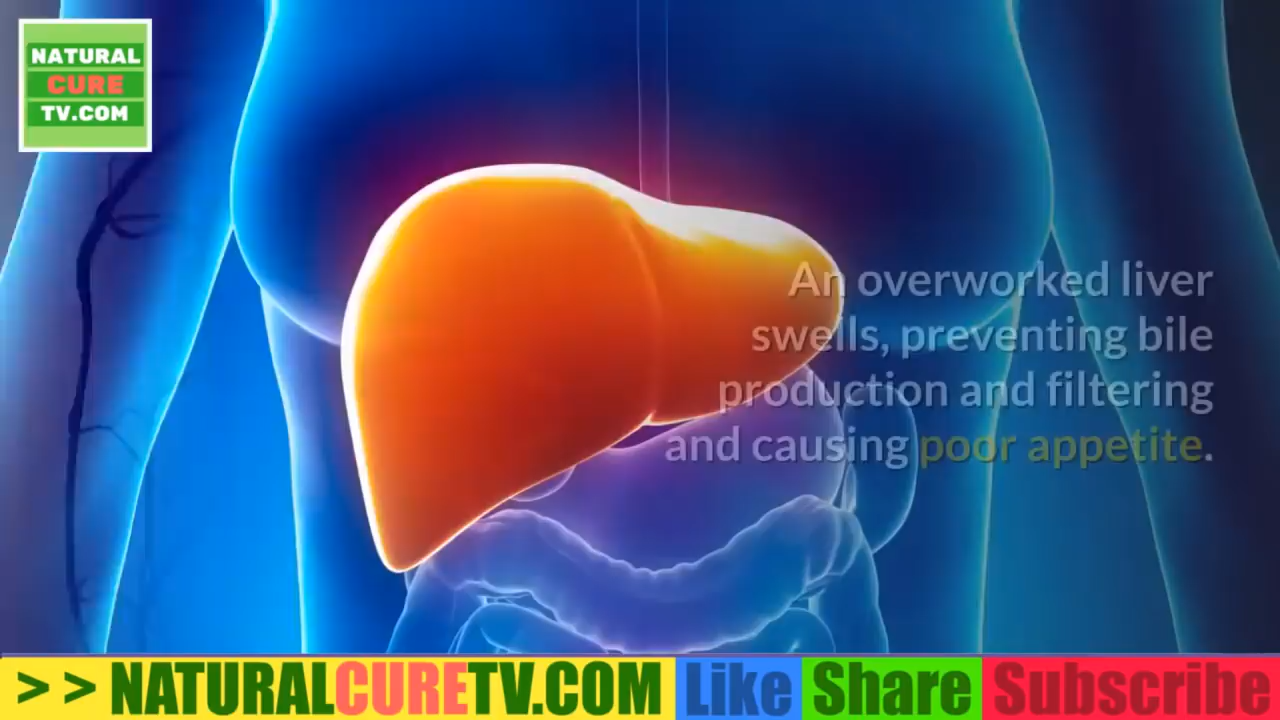 NATURAL
CURE
TV.COM
An overworked liver
swells, preventing bile
production and filtering
and causing poor appetite.
> > NATURALCURETV.COM Like Share Subscribe